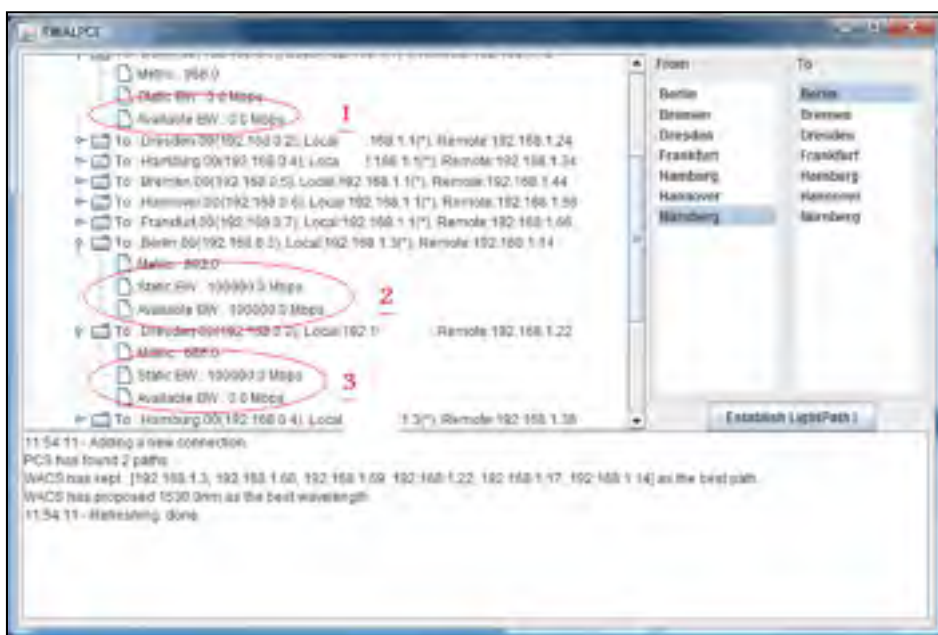 RWALPCE
Metric : 958.0
Static BW : 0.0 Mbps
Available BW : 0.0 Mbps
1
To : Dresden.00(192.168.0.2), Local 168.1.1(*), Remote:192.168.1.24
To : Hamburg.00(192.168.0.4), Loca 168.1.1(*), Remote:192.168.1.34
To : Bremen.00(192.168.0.5), Local:192.168.1.1(*), Remote:192.168.1.44
To : Hannover.00(192.168.0.6), Local:192.168.1.1(*), Remote:192.168.1.56
To : Frankfurt.00(192.168.0.7), Local:192.168.1.1(*), Remote:192.168.1.66
To : Berlin.00(192.168.0.3), Local:192.168.1.3(*), Remote:192.168.1.14
Static BW : 100000.0 Mbps
Available BW : 100000.0 Mbps
2
To : Dresden.00(192.168.0.2), Local:192.1 , Remote:192.168.1.22
Static BW : 100000.0 Mbps
Available BW : 0.0 Mbps
3
To : Hamburg.00(192.168.0.4), Local 1.3(*), Remote:192.168.1.38
From
Berlin
Bremen
Dresden
Frankfurt
Hamburg
Hannover
Nürnberg
To
Berlin
Bremen
Dresden
Frankfurt
Hamburg
Hannover
Nürnberg
Establish LightPath !
11:54:11 - Adding a new connection
PCS has found 2 paths
WACS has kept [192.168.1.3, 192.168.1.60, 192.168.1.69, 192.168.1.22, 192.168.1.17, 192.168.1.14] as the best path.
WACS has proposed 1530.0nm as the best wavelength
11:54:11 - Refreshing: done.